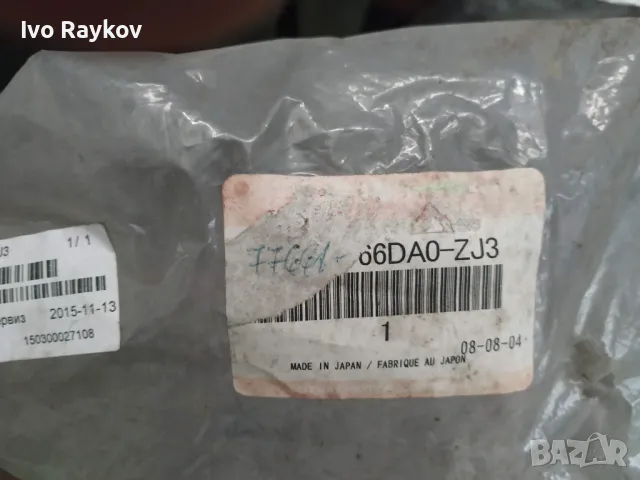 Ivo Raykov
J3
1/ 1
2015-11-13
рвиз
150300027108
77661-66DA0-ZJ3
1
08-08-04
MADE IN JAPAN / FABRIQUE AU JAPON
BAZAR
bg